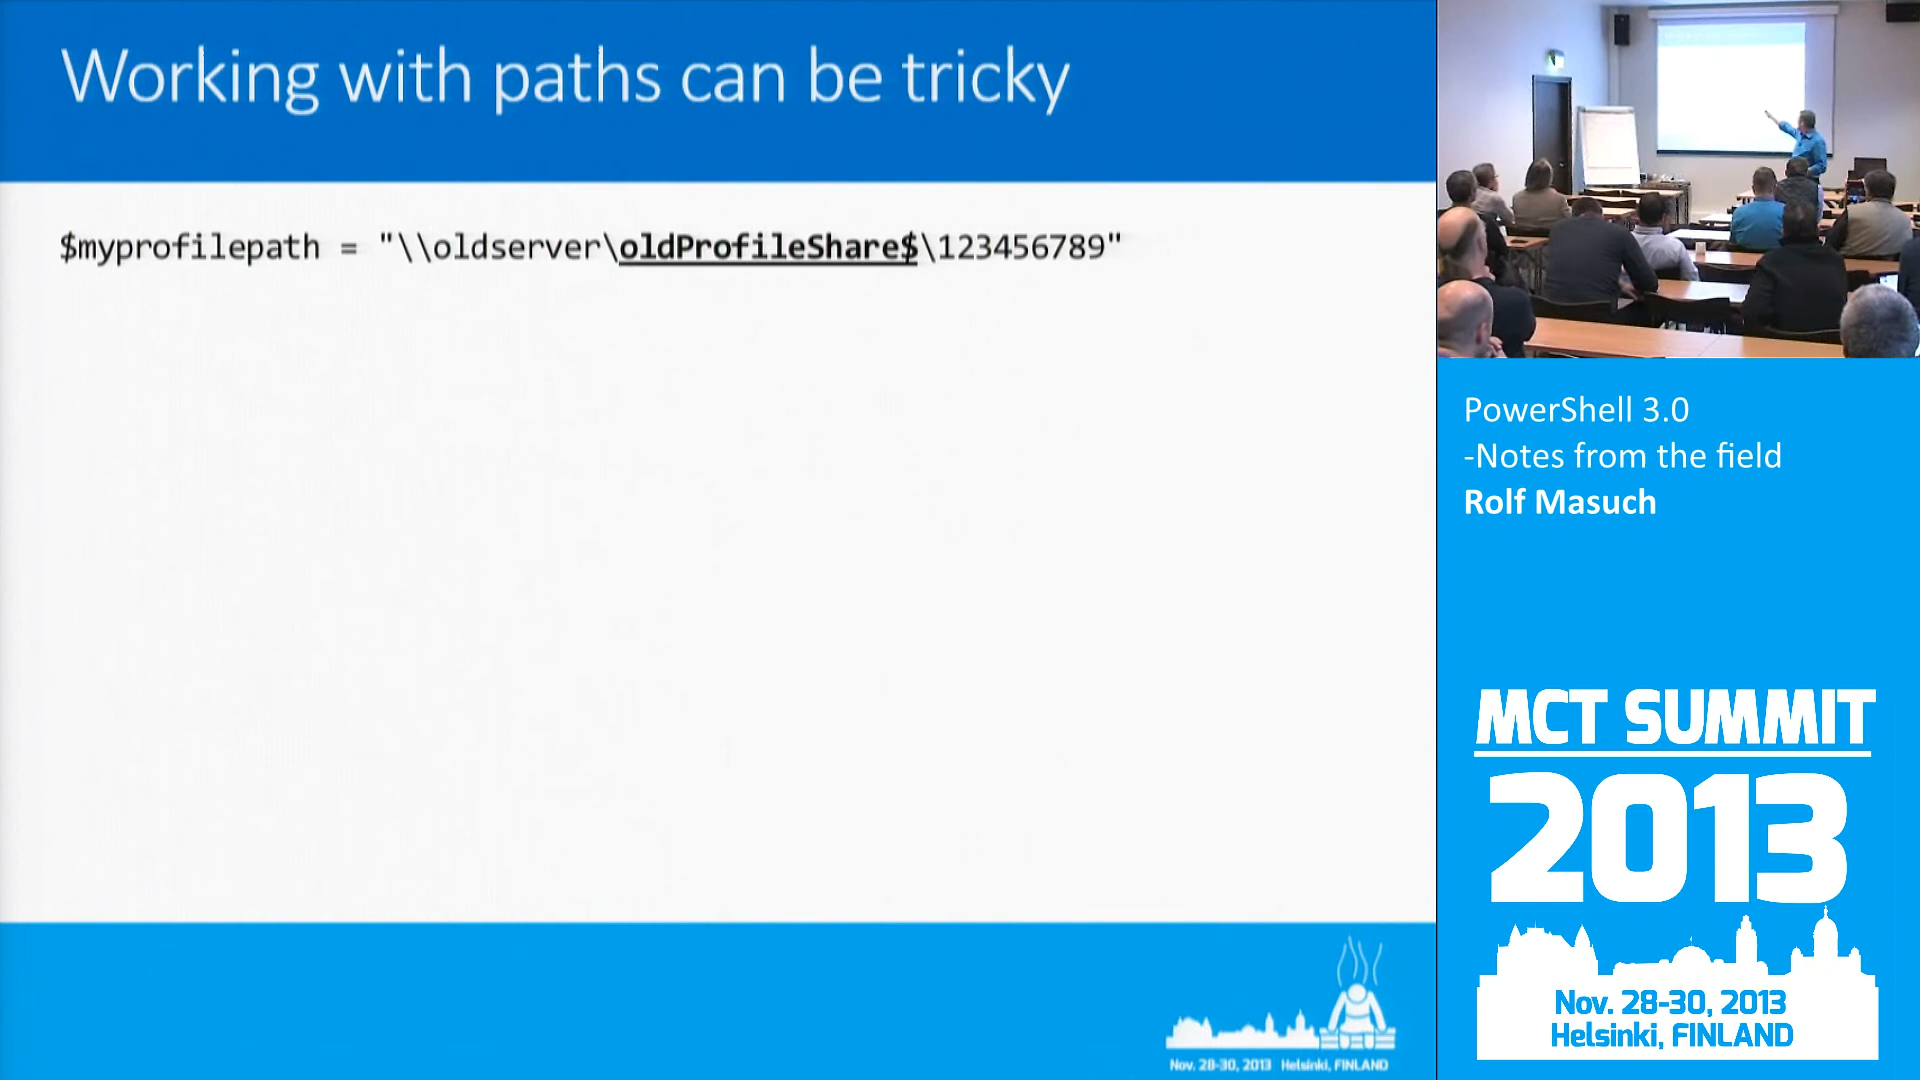 Working with paths can be tricky
$myprofilepath = "\\oldserver\oldProfileShare$\123456789"
Nov. 28-30, 2013 Helsinki, FINLAND
PowerShell 3.0
-Notes from the field
Rolf Masuch
MCT SUMMIT
2013
Nov. 28-30, 2013
Helsinki, FINLAND